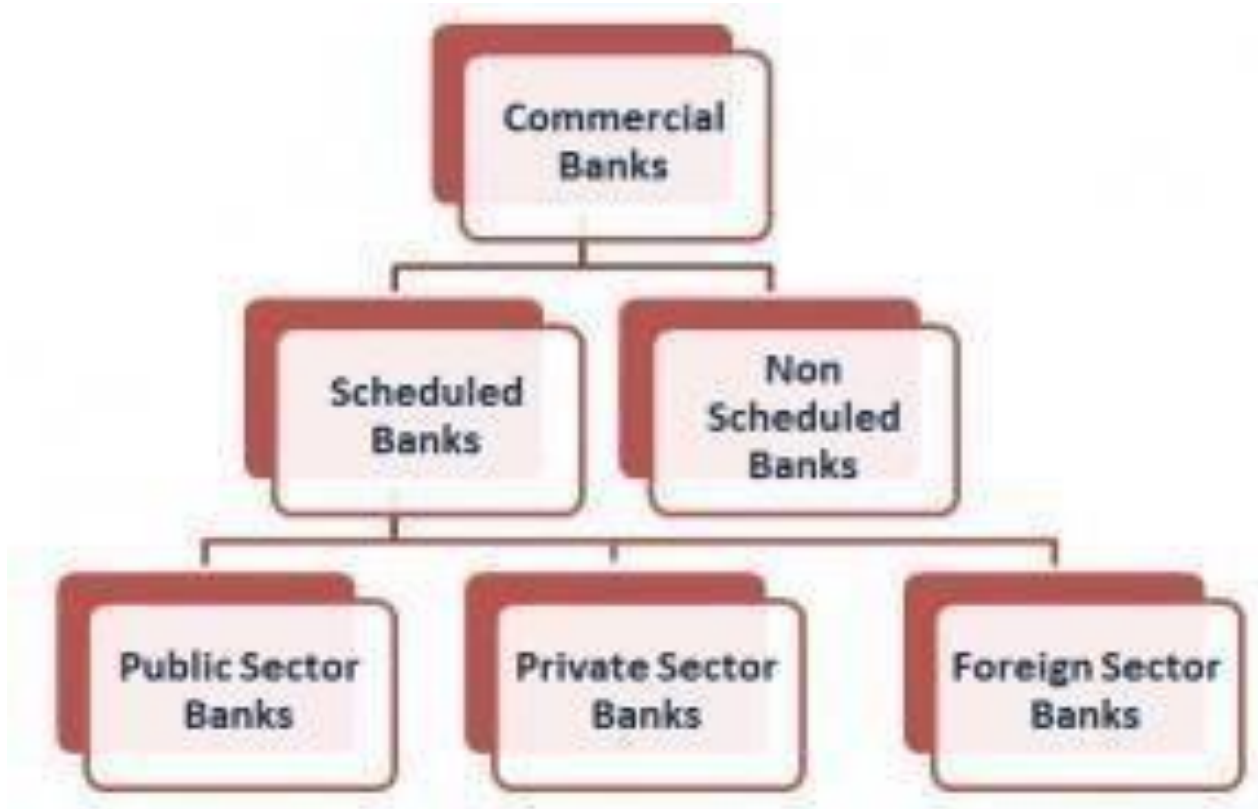 Commercial
Banks
Scheduled
Banks
Non
Scheduled
Banks
Public Sector
Banks
Private Sector
Banks
Foreign Sector
Banks